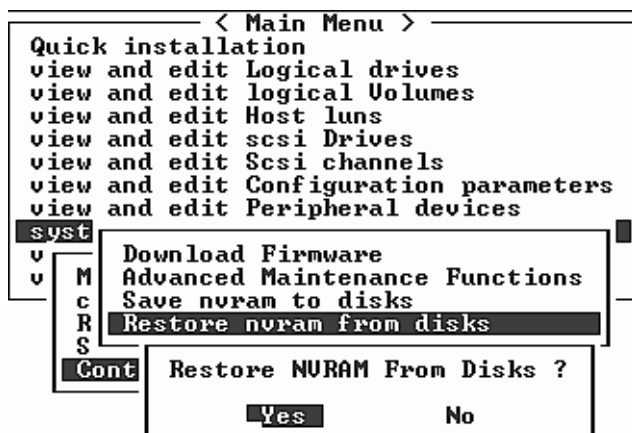 < Main Menu >
Quick installation
view and edit Logical drives
view and edit logical Volumes
view and edit Host luns
view and edit scsi Drives
view and edit Scsi channels
view and edit Configuration parameters
view and edit Peripheral devices
syst
v
v
Download Firmware
M
Advanced Maintenance Functions
c
Save nvram to disks
R
Restore nvram from disks
S
Cont
Restore NVRAM From Disks ?
Yes No